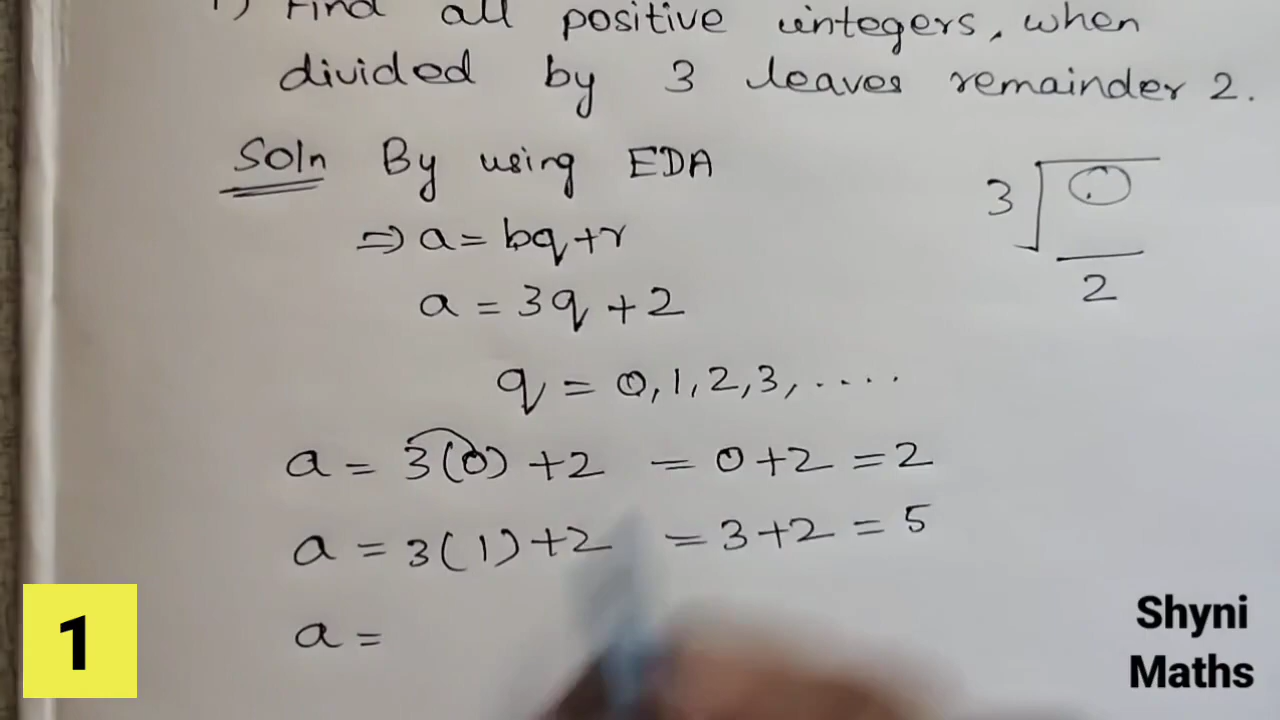 1) Find all positive integers, when
divided by 3 leaves remainder 2.
Soln By using EDA
⇒ a = bq + r
a = 3q + 2
q = 0, 1, 2, 3, ....
a = 3(0) + 2 = 0 + 2 = 2
a = 3(1) + 2 = 3 + 2 = 5
a =
3
2
1
Shyni
Maths